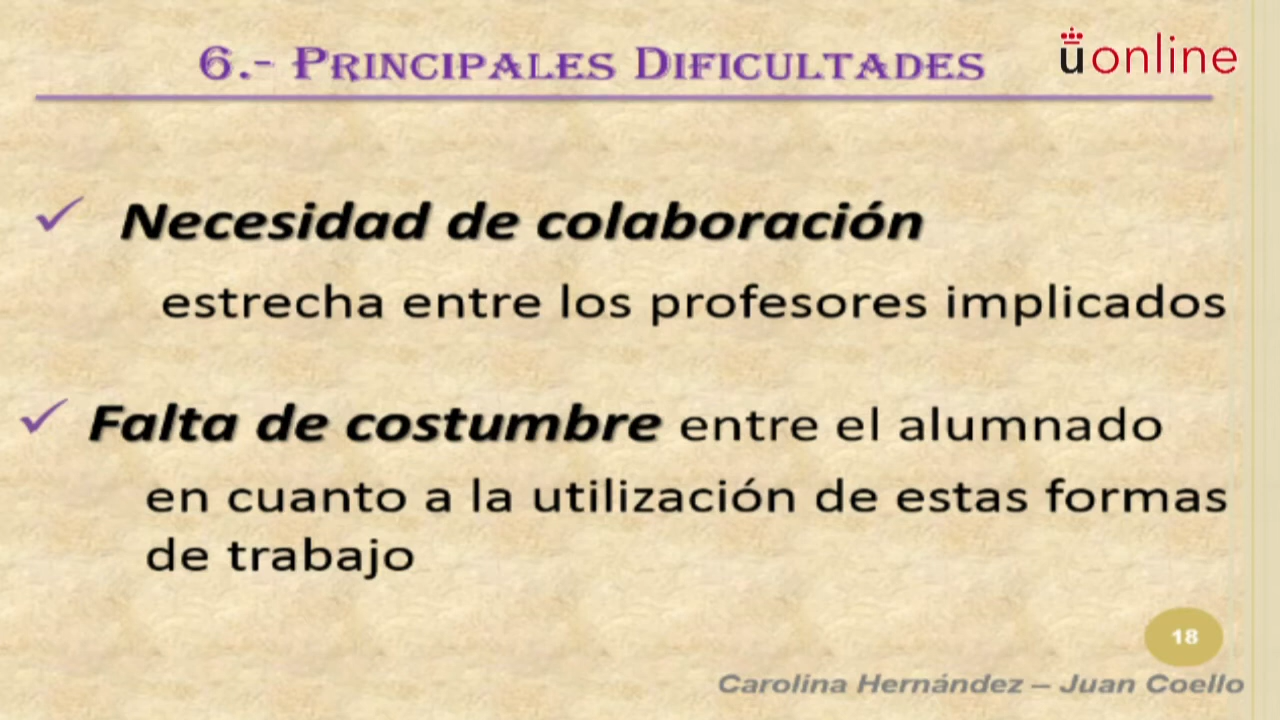 6.- PRINCIPALES DIFICULTADES
üonline
✓ Necesidad de colaboración
estrecha entre los profesores implicados
✓ Falta de costumbre entre el alumnado
en cuanto a la utilización de estas formas
de trabajo
18
Carolina Hernández – Juan Coello